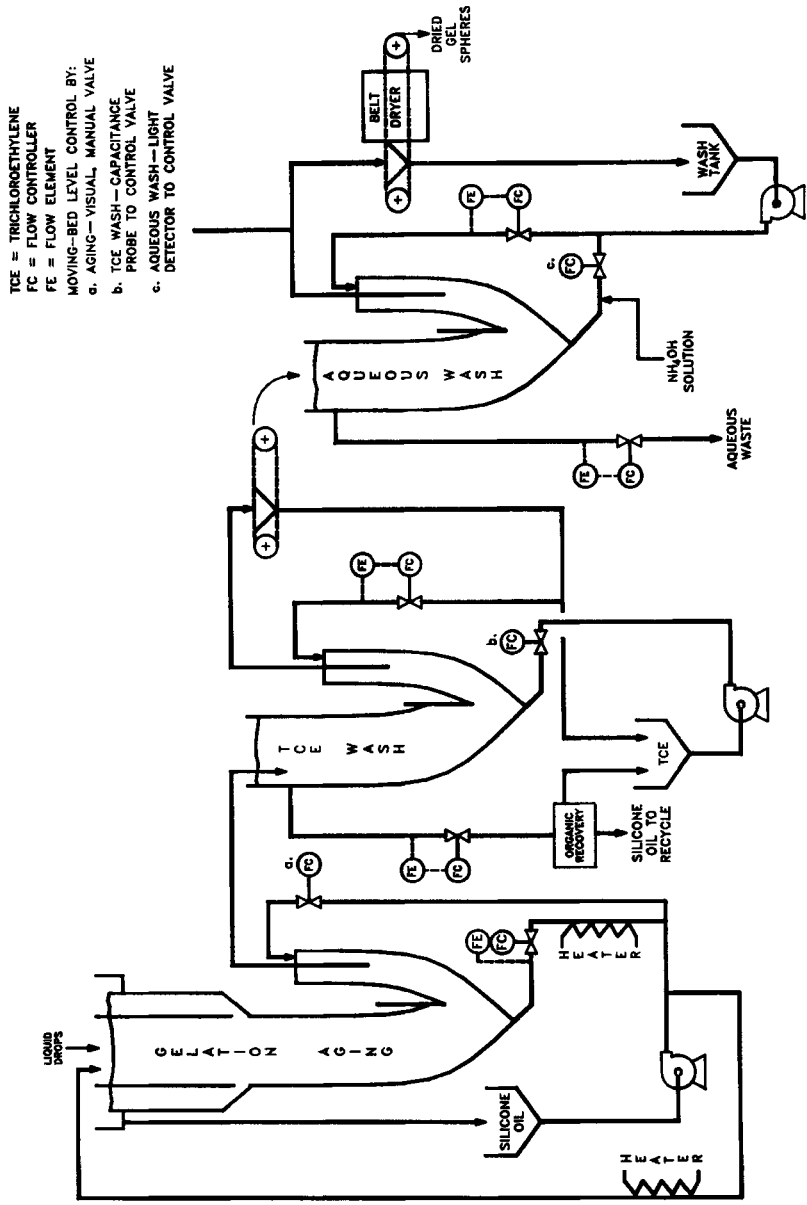 TCE = TRICHLOROETHYLENE
FC = FLOW CONTROLLER
FE = FLOW ELEMENT
MOVING-BED LEVEL CONTROL BY:
a. AGING—VISUAL, MANUAL VALVE
b. TCE WASH—CAPACITANCE
PROBE TO CONTROL VALVE
c. AQUEOUS WASH—LIGHT
DETECTOR TO CONTROL VALVE
LIQUID
DROPS
GELATION AGING
SILICONE
OIL
HEATER
FE
FC
HEATER
a.
FC
TCE WASH
FE
FC
ORGANIC
RECOVERY
SILICONE
OIL TO
RECYCLE
TCE
b.
FC
FE
FC
AQUEOUS WASH
FE
FC
AQUEOUS
WASTE
NH₄OH
SOLUTION
c.
FC
FE
FC
BELT
DRYER
DRIED
GEL
SPHERES
WASH
TANK